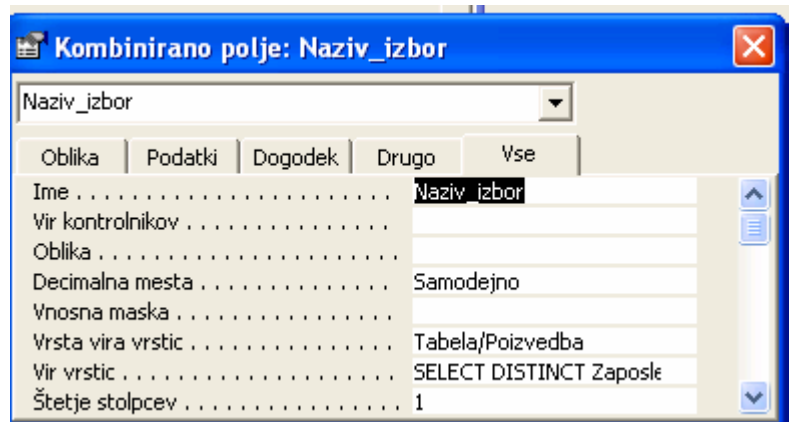 Kombinirano polje: Naziv_izbor
Naziv_izbor
Oblika Podatki Dogodek Drugo Vse
Ime Naziv_izbor
Vir kontrolnikov
Oblika
Decimalna mesta Samodejno
Vnosna maska
Vrsta vira vrstic Tabela/Poizvedba
Vir vrstic SELECT DISTINCT Zaposle
Štetje stolpcev 1